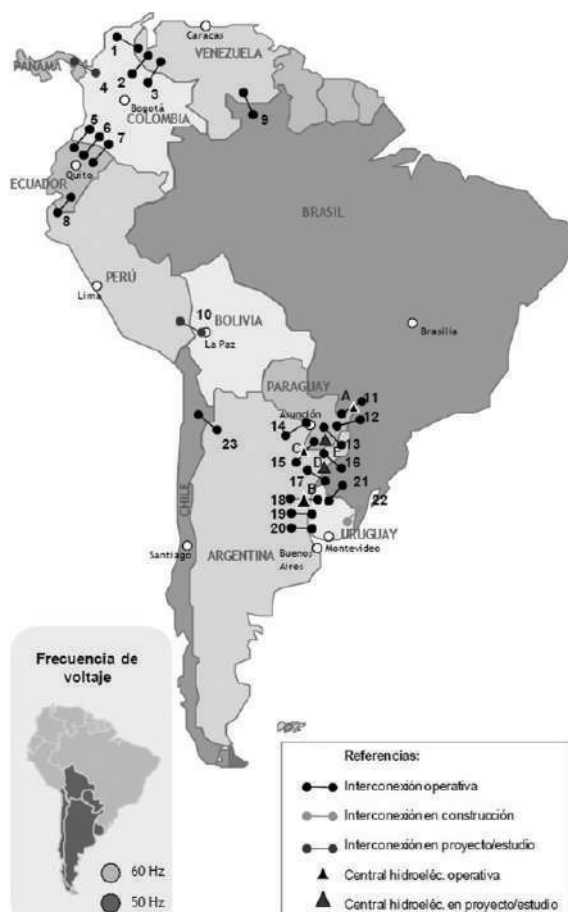 Caracas
1
VENEZUELA
PANAMÁ
4
2
3
Bogotá
COLOMBIA
9
5
6
7
Quito
ECUADOR
8
BRASIL
PERÚ
Lima
10
BOLIVIA
La Paz
Brasilia
PARAGUAY
A
11
12
Asunción
14
13
C
E
15
D
16
17
21
B
18
22
19
20
23
CHILE
URUGUAY
Santiago
ARGENTINA
Buenos
Aires
Montevideo
Frecuencia de
voltaje
60 Hz
50 Hz
Referencias:
Interconexión operativa
Interconexión en construcción
Interconexión en proyecto/estudio
Central hidroeléc. operativa
Central hidroeléc. en proyecto/estudio